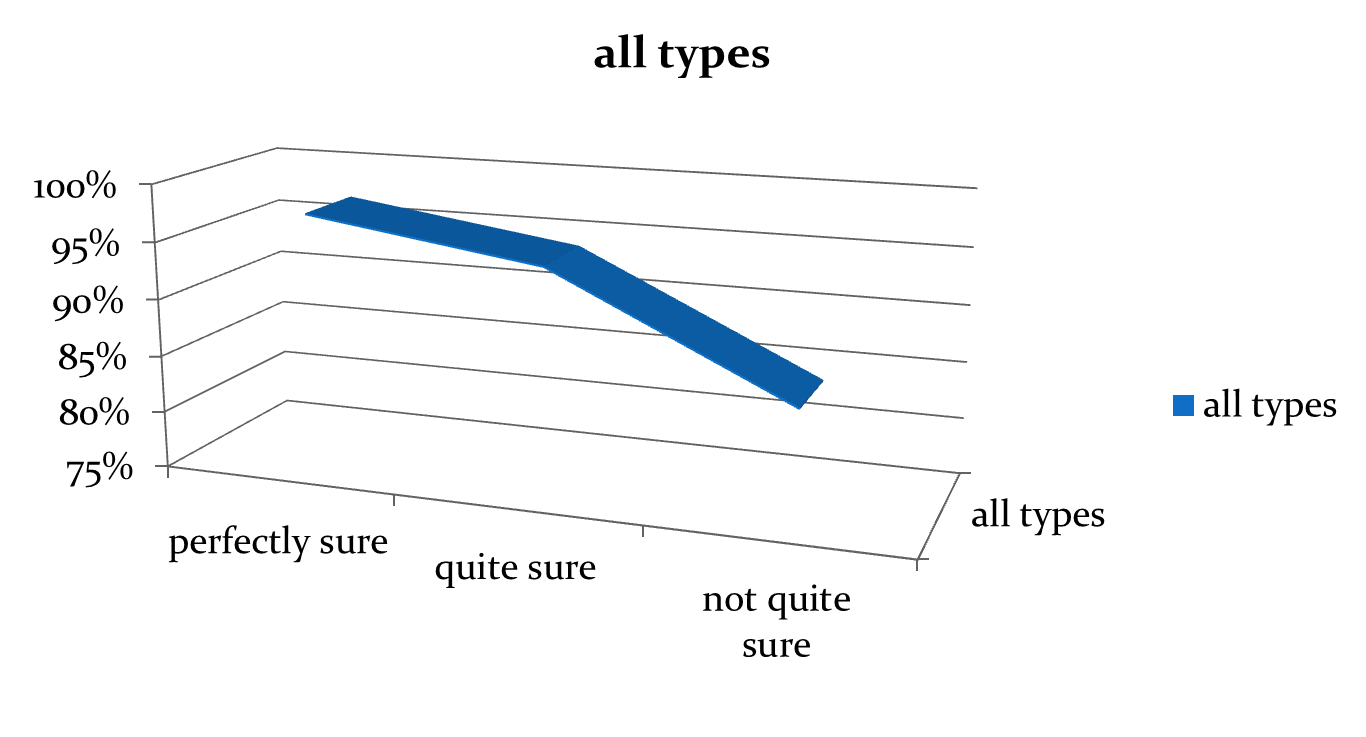 all types
100%
95%
90%
85%
80%
75%
perfectly sure
quite sure
not quite
sure
all types
all types